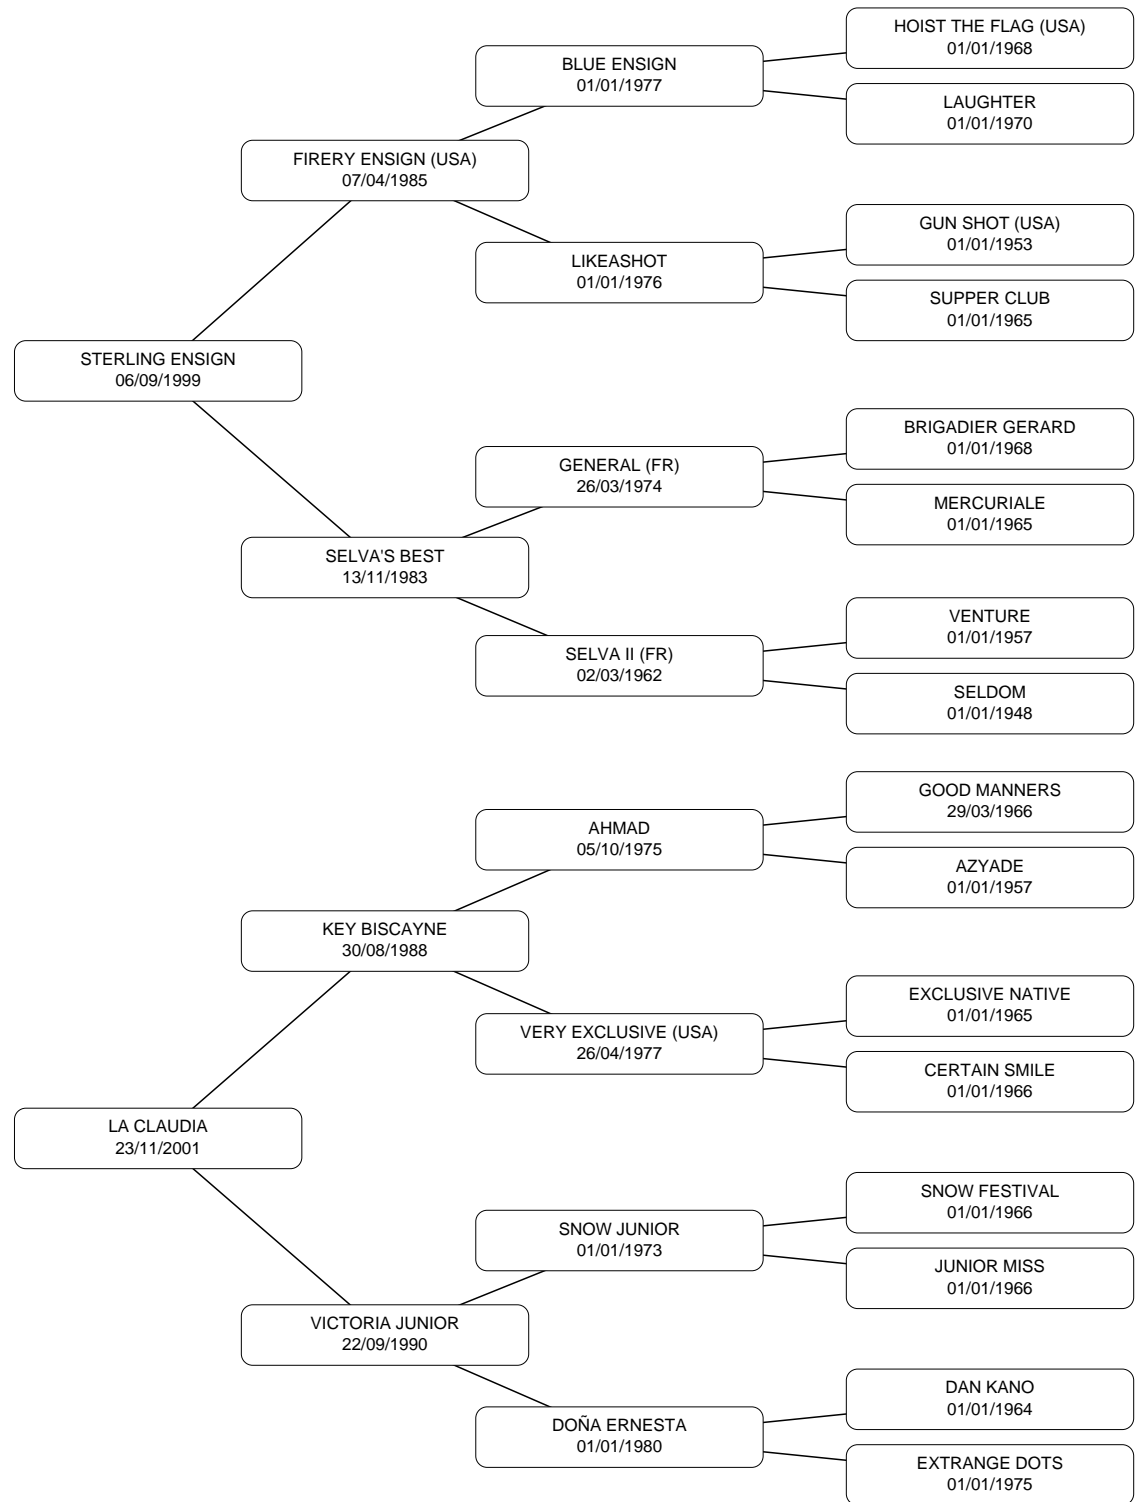 HOIST THE FLAG (USA)
01/01/1968
BLUE ENSIGN
01/01/1977
LAUGHTER
01/01/1970
FIRERY ENSIGN (USA)
07/04/1985
GUN SHOT (USA)
01/01/1953
LIKEASHOT
01/01/1976
SUPPER CLUB
01/01/1965
STERLING ENSIGN
06/09/1999
BRIGADIER GERARD
01/01/1968
GENERAL (FR)
26/03/1974
MERCURIALE
01/01/1965
SELVA'S BEST
13/11/1983
VENTURE
01/01/1957
SELVA II (FR)
02/03/1962
SELDOM
01/01/1948
GOOD MANNERS
29/03/1966
AHMAD
05/10/1975
AZYADE
01/01/1957
KEY BISCAYNE
30/08/1988
EXCLUSIVE NATIVE
01/01/1965
VERY EXCLUSIVE (USA)
26/04/1977
CERTAIN SMILE
01/01/1966
LA CLAUDIA
23/11/2001
SNOW FESTIVAL
01/01/1966
SNOW JUNIOR
01/01/1973
JUNIOR MISS
01/01/1966
VICTORIA JUNIOR
22/09/1990
DAN KANO
01/01/1964
DOÑA ERNESTA
01/01/1980
EXTRANGE DOTS
01/01/1975